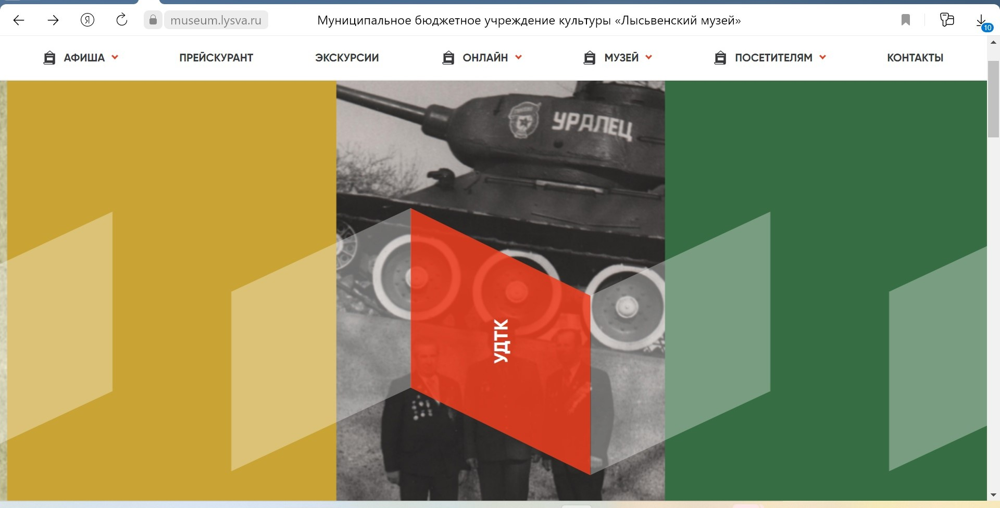 Я
museum.lysva.ru
Муниципальное бюджетное учреждение культуры «Лысьвенский музей»
10
АФИША
ПРЕЙСКУРАНТ
ЭКСКУРСИИ
ОНЛАЙН
МУЗЕЙ
ПОСЕТИТЕЛЯМ
КОНТАКТЫ
УРАЛЕЦ
УДТК